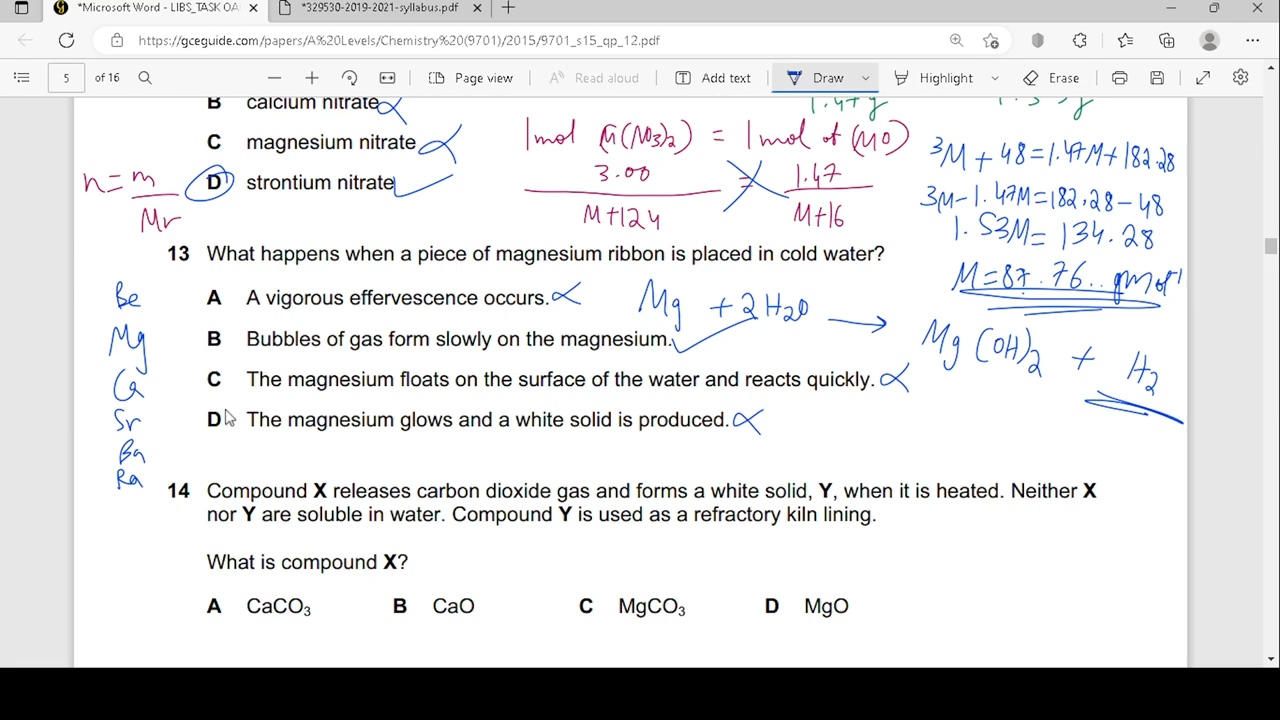 *Microsoft Word - LIBS_TASK OA
*329530-2019-2021-syllabus.pdf
https://gceguide.com/papers/A%20Levels/Chemistry%20(9701)/2015/9701_s15_qp_12.pdf
5 of 16
Page view
Read aloud
Add text
Draw
Highlight
Erase
B calcium nitrate
1.47y
C magnesium nitrate
1mol M(NO3)2 = 1mol of (MO)
3M + 48 = 1.47M + 182.28
D strontium nitrate
n = m
Mr
3.00 = 1.47
M+124 M+16
3M - 1.47M = 182.28 - 48
1.53M = 134.28
M = 87.76.. gmol-1
13 What happens when a piece of magnesium ribbon is placed in cold water?
A A vigorous effervescence occurs.
B Bubbles of gas form slowly on the magnesium.
C The magnesium floats on the surface of the water and reacts quickly.
D The magnesium glows and a white solid is produced.
Mg + 2H2O
Mg(OH)2 + H2
Be
Mg
Ca
Sr
Ba
Ra
14 Compound X releases carbon dioxide gas and forms a white solid, Y, when it is heated. Neither X
nor Y are soluble in water. Compound Y is used as a refractory kiln lining.
What is compound X?
A CaCO3 B CaO C MgCO3 D MgO